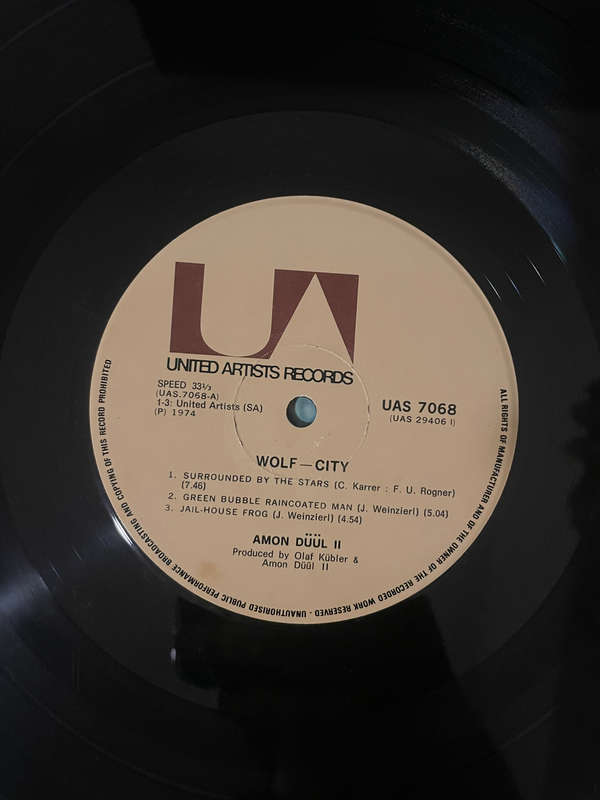 UA
UNITED ARTISTS RECORDS
SPEED 33⅓
(UAS.7068-A)
1-3: United Artists (SA)
(P) 1974
UAS 7068
(UAS 29406 I)
WOLF — CITY
1. SURROUNDED BY THE STARS (C. Karrer : F. U. Rogner)
(7.46)
2. GREEN BUBBLE RAINCOATED MAN (J. Weinzierl) (5.04)
3. JAIL-HOUSE FROG (J. Weinzierl) (4.54)
AMON DÜÜL II
Produced by Olaf Kübler &
Amon Düül II
ALL RIGHTS OF MANUFACTURER AND OF THE OWNER OF THE RECORDED WORK RESERVED - UNAUTHORISED PUBLIC PERFORMANCE BROADCASTING AND COPYING OF THIS RECORD PROHIBITED